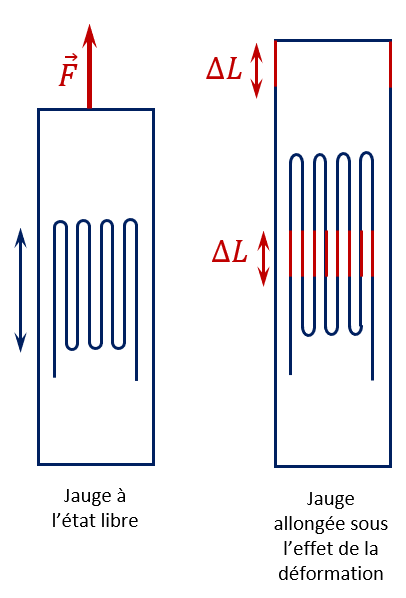 F⃗
ΔL
ΔL
Jauge à
l’état libre
Jauge
allongée sous
l’effet de la
déformation